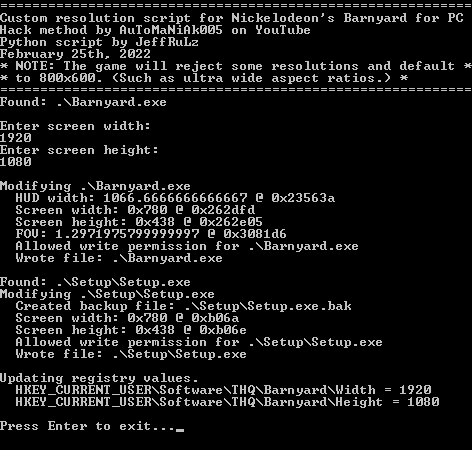 ================================================================
Custom resolution script for Nickelodeon's Barnyard for PC
Hack method by AuToMaNiAk005 on YouTube
Python script by JeffRuLz
February 25th, 2022
* NOTE: The game will reject some resolutions and default *
* to 800x600. (Such as ultra wide aspect ratios.) *
================================================================
Found: .\Barnyard.exe

Enter screen width:
1920
Enter screen height:
1080

Modifying .\Barnyard.exe
  HUD width: 1066.6666666666667 @ 0x23563a
  Screen width: 0x780 @ 0x262dfd
  Screen height: 0x438 @ 0x262e05
  FOV: 1.2971975799999997 @ 0x3081d6
  Allowed write permission for .\Barnyard.exe
  Wrote file: .\Barnyard.exe

Found: .\Setup\Setup.exe
Modifying .\Setup\Setup.exe
  Created backup file: .\Setup\Setup.exe.bak
  Screen width: 0x780 @ 0xb06a
  Screen height: 0x438 @ 0xb06e
  Allowed write permission for .\Setup\Setup.exe
  Wrote file: .\Setup\Setup.exe

Updating registry values.
  HKEY_CURRENT_USER\Software\THQ\Barnyard\Width = 1920
  HKEY_CURRENT_USER\Software\THQ\Barnyard\Height = 1080

Press Enter to exit..._